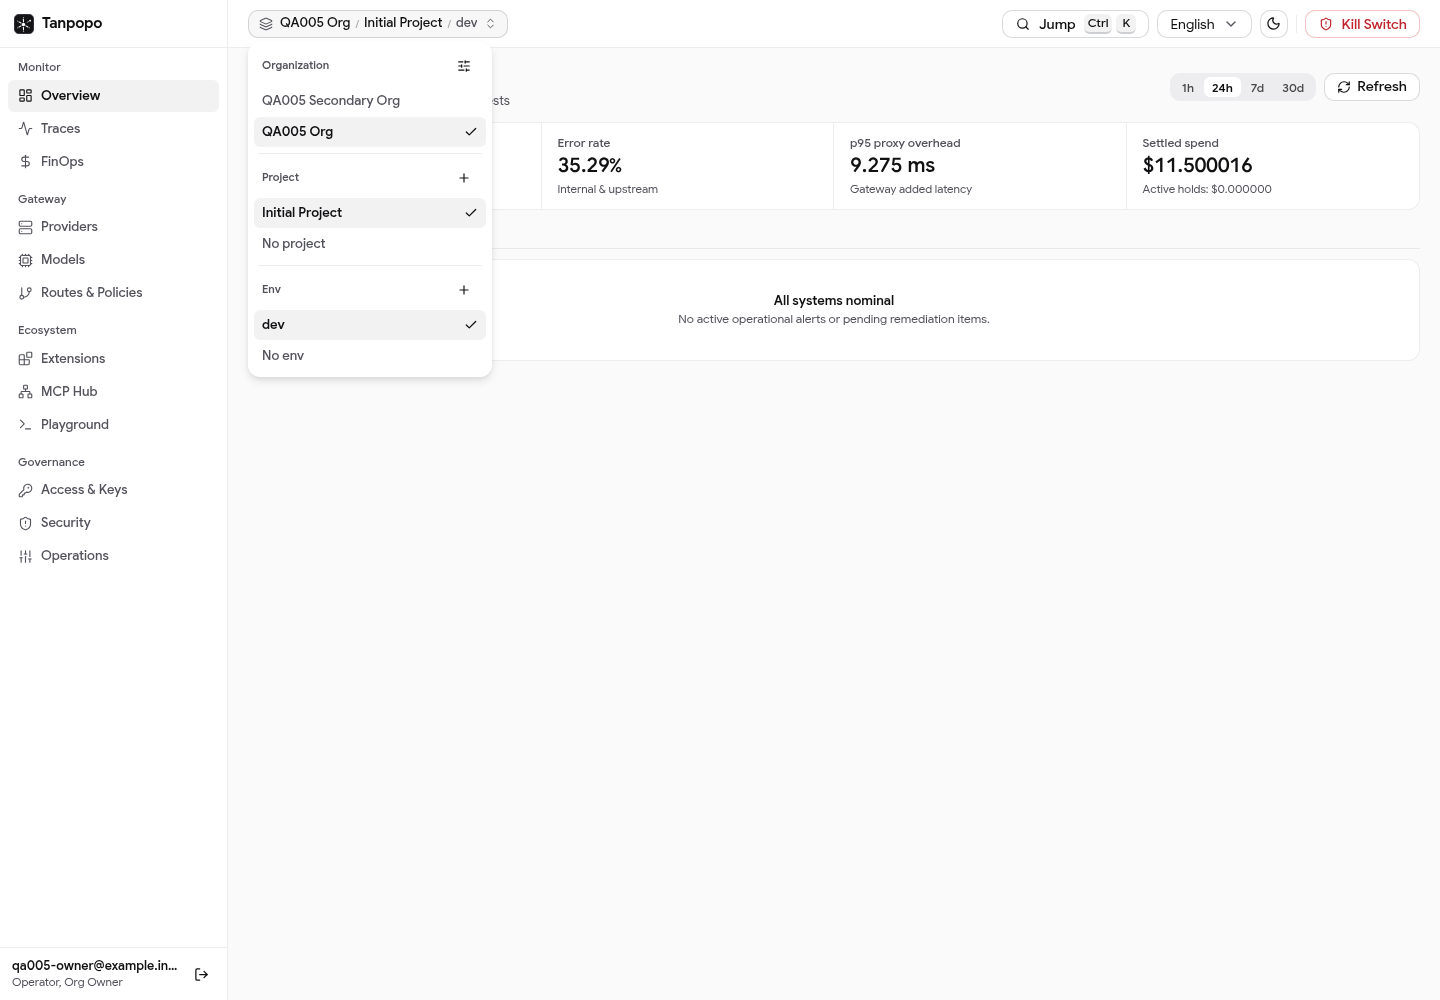 Tanpopo
QA005 Org / Initial Project / dev
Jump Ctrl K
English
Kill Switch
Monitor
Overview
Traces
FinOps
Gateway
Providers
Models
Routes & Policies
Ecosystem
Extensions
MCP Hub
Playground
Governance
Access & Keys
Security
Operations
qa005-owner@example.in...
Operator, Org Owner
Organization
QA005 Secondary Org
QA005 Org
Project
Initial Project
No project
Env
dev
No env
1h 24h 7d 30d
Refresh
Error rate
35.29%
Internal & upstream
p95 proxy overhead
9.275 ms
Gateway added latency
Settled spend
$11.500016
Active holds: $0.000000
All systems nominal
No active operational alerts or pending remediation items.